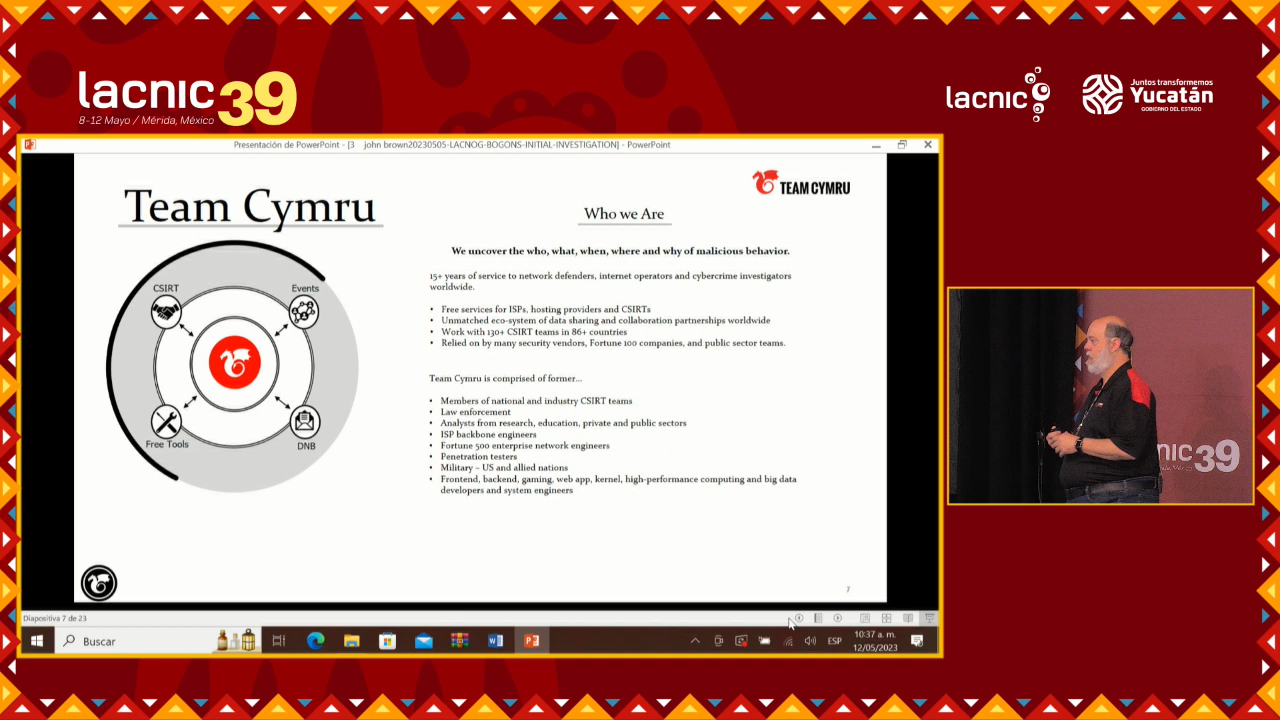 lacnic 39
8-12 Mayo / Mérida, México
lacnic
Juntos transformemos
Yucatán
GOBIERNO DEL ESTADO
Presentación de PowerPoint - [3 john brown20230505-LACNOG-BOGONS-INITIAL-INVESTIGATION] - PowerPoint
Team Cymru
TEAM CYMRU
Who we Are
We uncover the who, what, when, where and why of malicious behavior.
15+ years of service to network defenders, internet operators and cybercrime investigators
worldwide.
• Free services for ISPs, hosting providers and CSIRTs
• Unmatched eco-system of data sharing and collaboration partnerships worldwide
• Work with 130+ CSIRT teams in 86+ countries
• Relied on by many security vendors, Fortune 100 companies, and public sector teams.
Team Cymru is comprised of former...
• Members of national and industry CSIRT teams
• Law enforcement
• Analysts from research, education, private and public sectors
• ISP backbone engineers
• Fortune 500 enterprise network engineers
• Penetration testers
• Military – US and allied nations
• Frontend, backend, gaming, web app, kernel, high-performance computing and big data
developers and system engineers
CSIRT
Events
Free Tools
DNB
7
Diapositiva 7 de 23
Buscar
ESP
10:37 a. m.
12/05/2023
nic 39